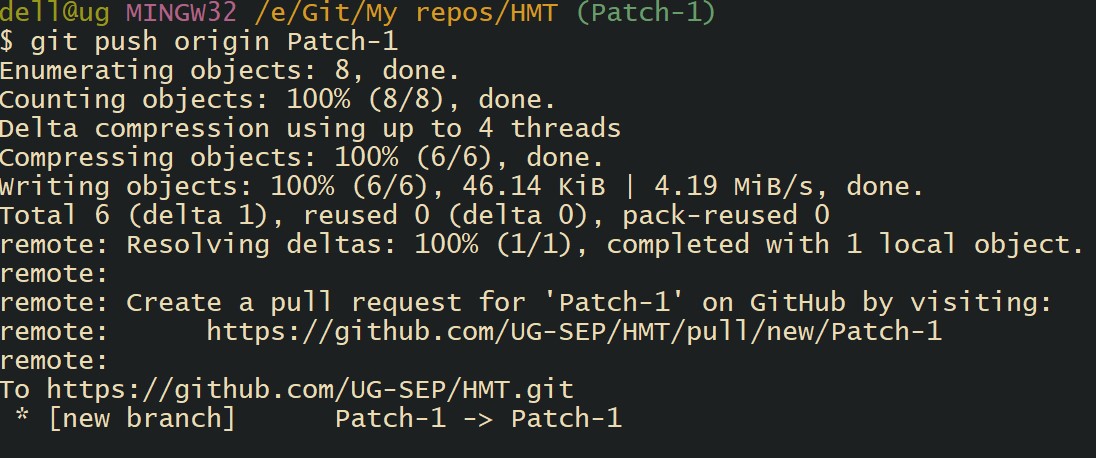 dell@ug MINGW32 /e/Git/My repos/HMT (Patch-1)
$ git push origin Patch-1
Enumerating objects: 8, done.
Counting objects: 100% (8/8), done.
Delta compression using up to 4 threads
Compressing objects: 100% (6/6), done.
Writing objects: 100% (6/6), 46.14 KiB | 4.19 MiB/s, done.
Total 6 (delta 1), reused 0 (delta 0), pack-reused 0
remote: Resolving deltas: 100% (1/1), completed with 1 local object.
remote:
remote: Create a pull request for 'Patch-1' on GitHub by visiting:
remote:      https://github.com/UG-SEP/HMT/pull/new/Patch-1
remote:
To https://github.com/UG-SEP/HMT.git
 * [new branch]      Patch-1 -> Patch-1